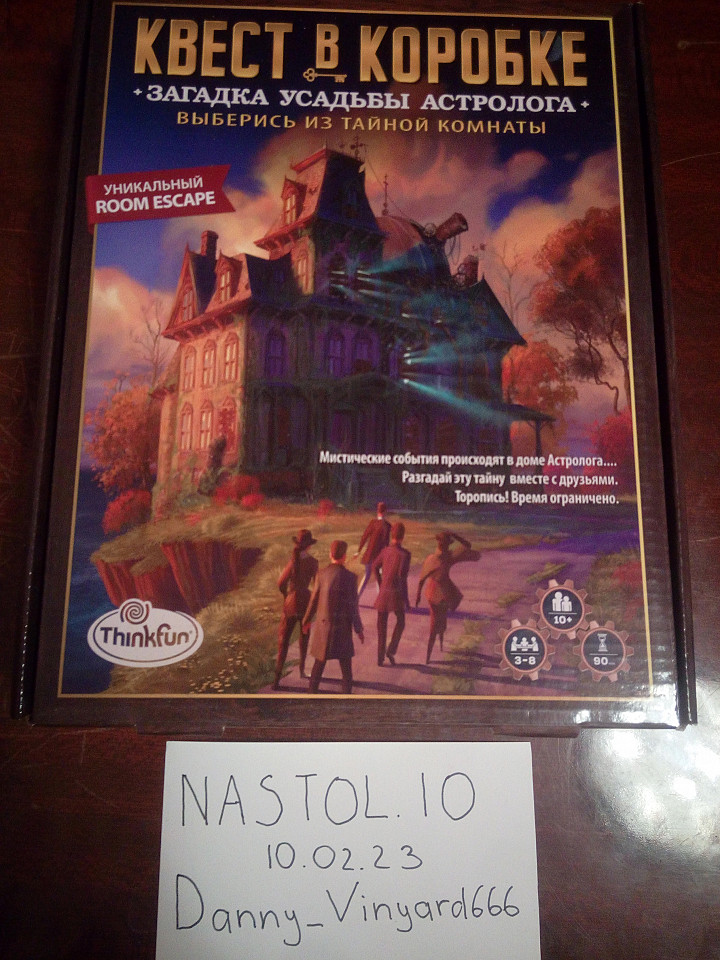 КВЕСТ В КОРОБКЕ
ЗАГАДКА УСАДЬБЫ АСТРОЛОГА
ВЫБЕРИСЬ ИЗ ТАЙНОЙ КОМНАТЫ
УНИКАЛЬНЫЙ
ROOM ESCAPE
Мистические события происходят в доме Астролога....
Разгадай эту тайну вместе с друзьями.
Торопись! Время ограничено.
10+
Thinkfun
3-8
90
NASTOL.IO
10.02.23
Danny_Vinyard666